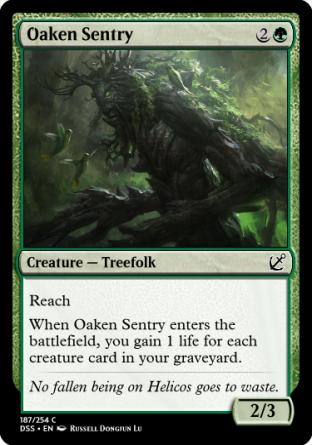 Oaken Sentry 2
Creature — Treefolk
Reach
When Oaken Sentry enters the
battlefield, you gain 1 life for each
creature card in your graveyard.
No fallen being on Helicos goes to waste.
2/3
187/254 C
DSS • EN Russell Dongjun Lu